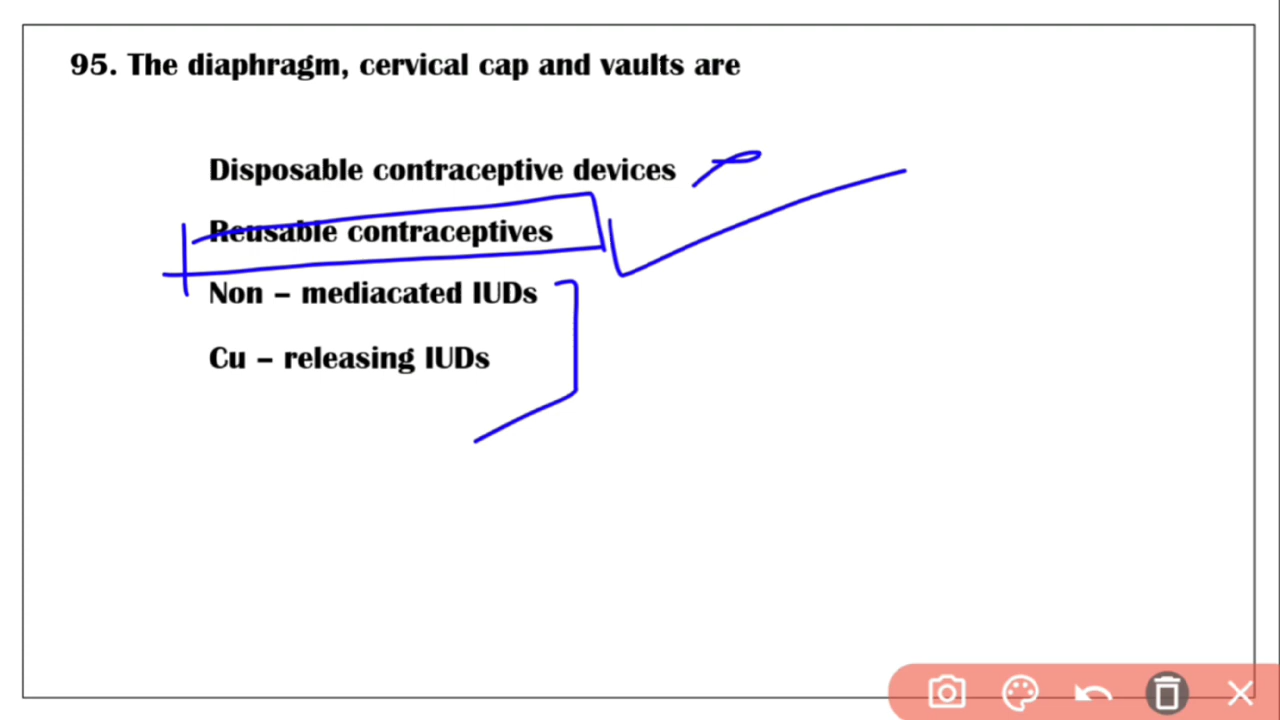 95. The diaphragm, cervical cap and vaults are
Disposable contraceptive devices
Reusable contraceptives
Non – mediacated IUDs
Cu – releasing IUDs